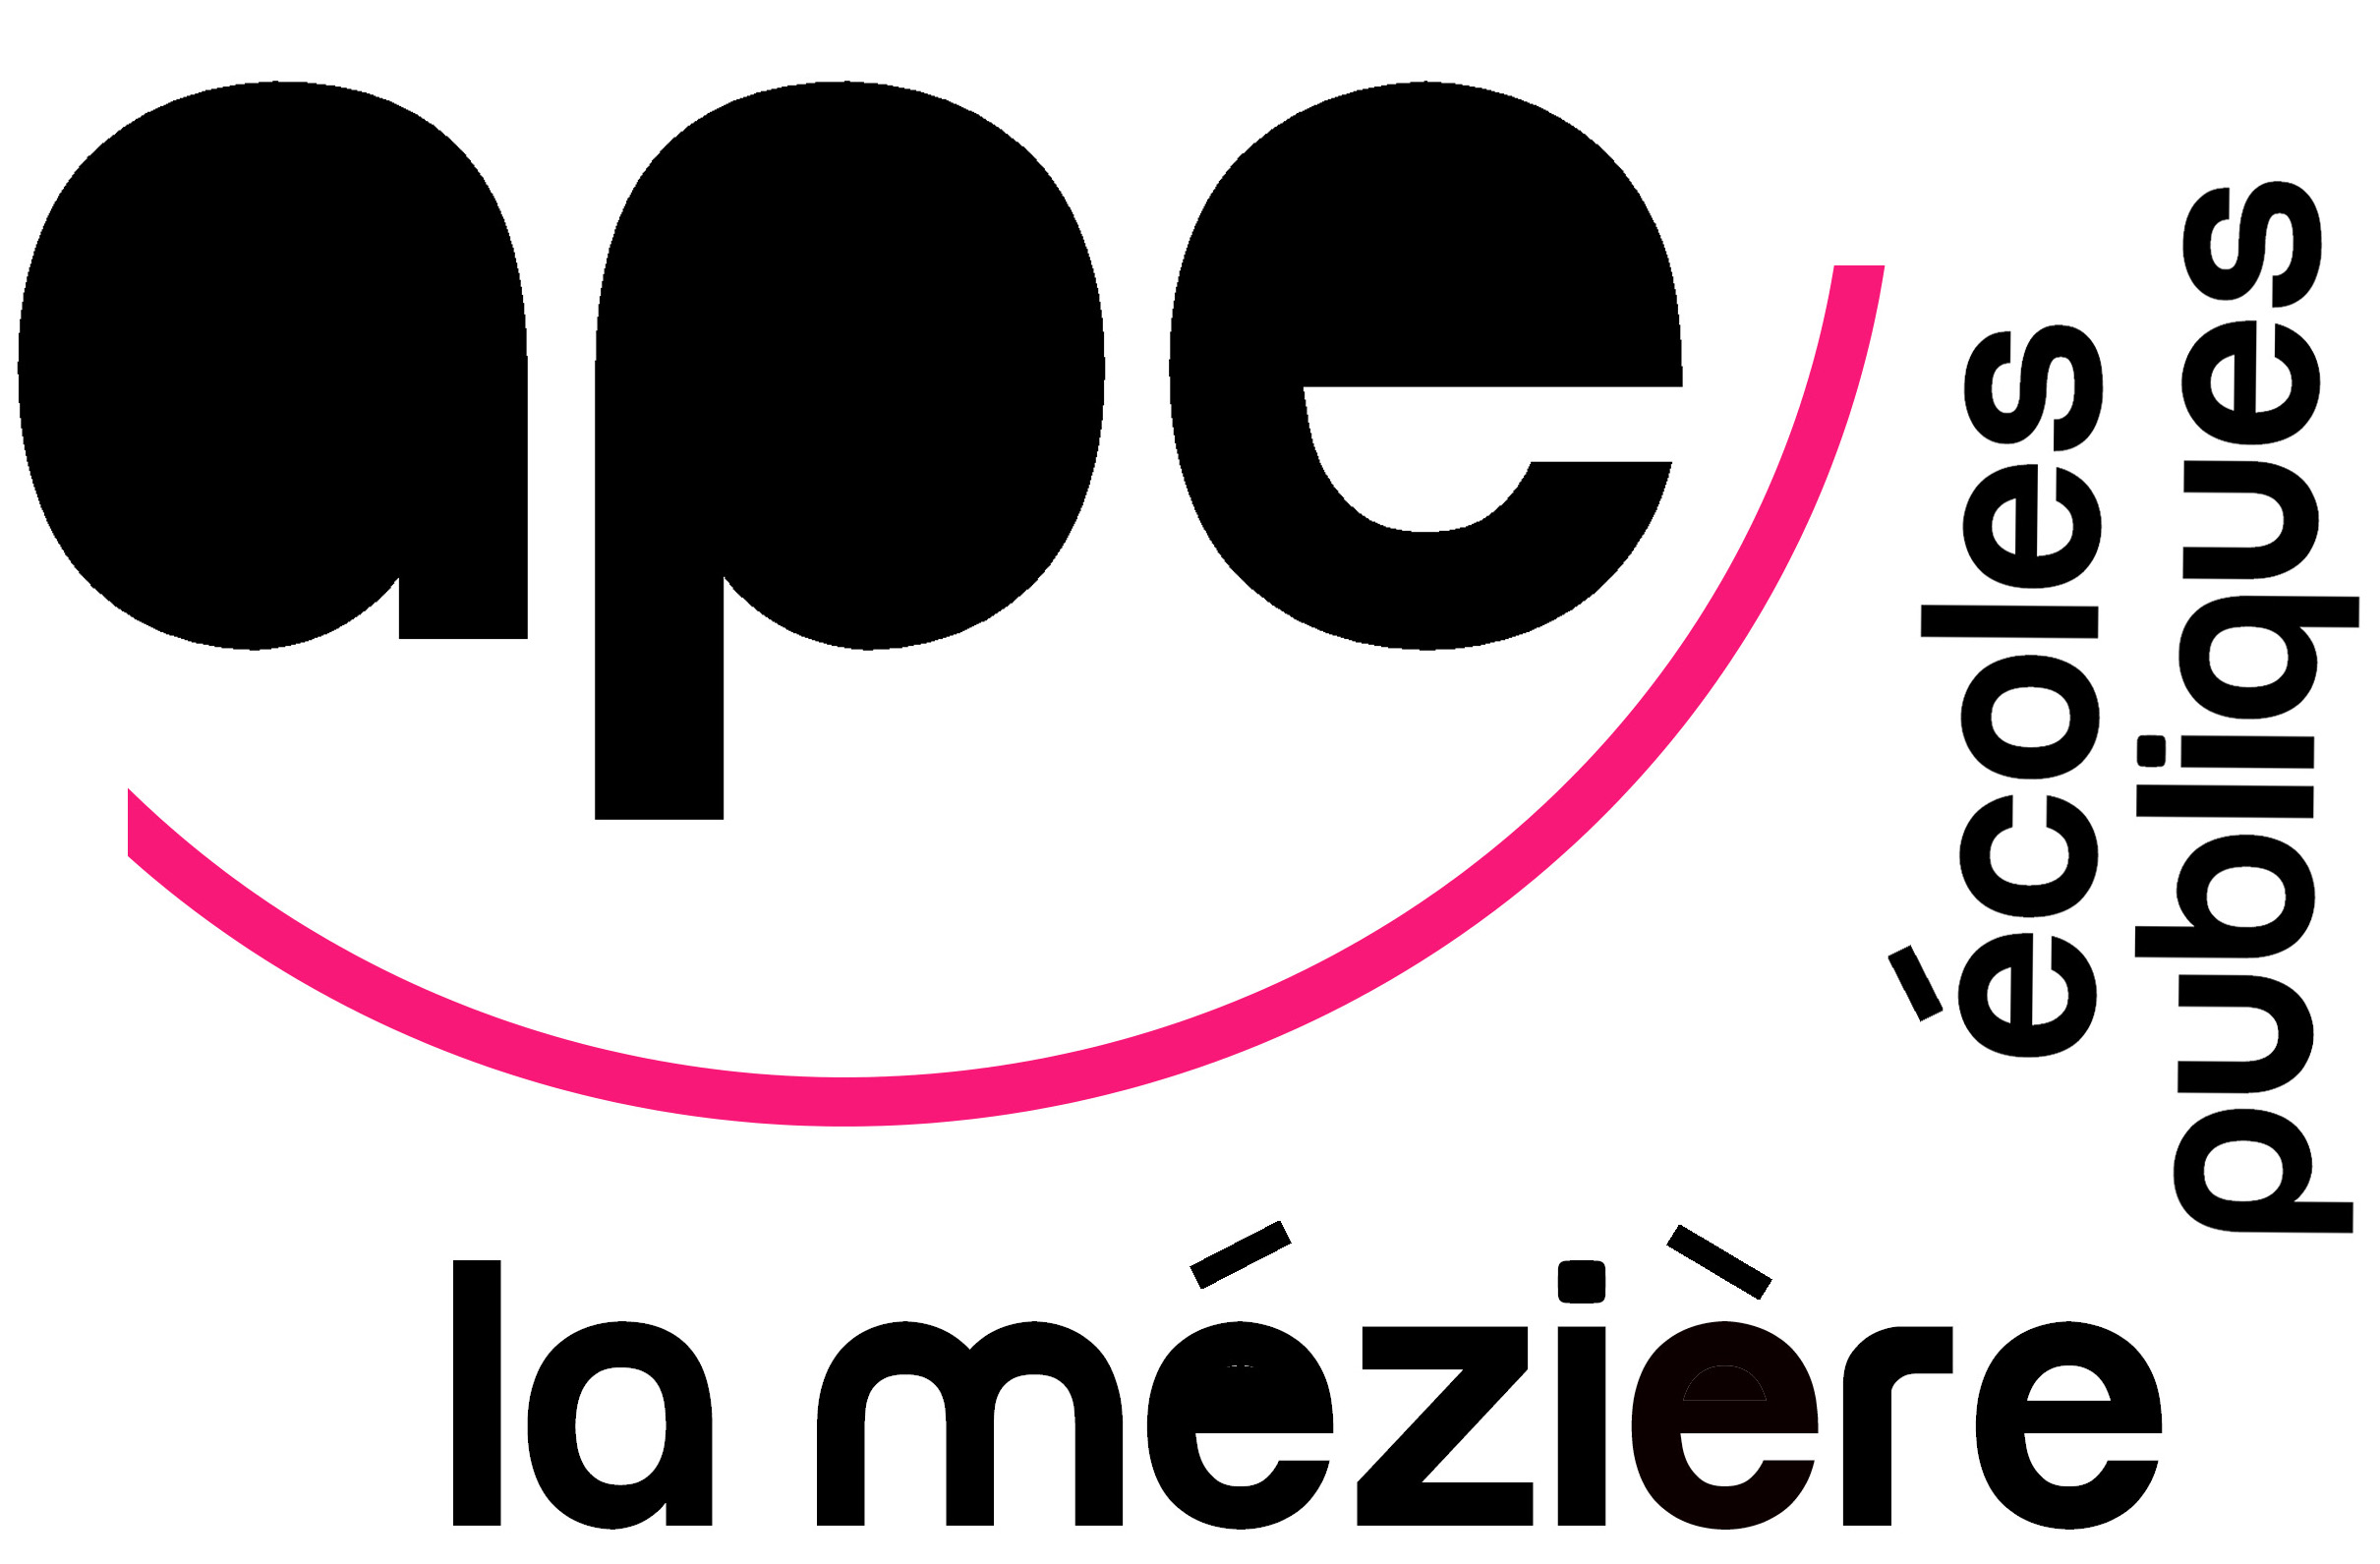 ape
écoles
publiques
la mézière